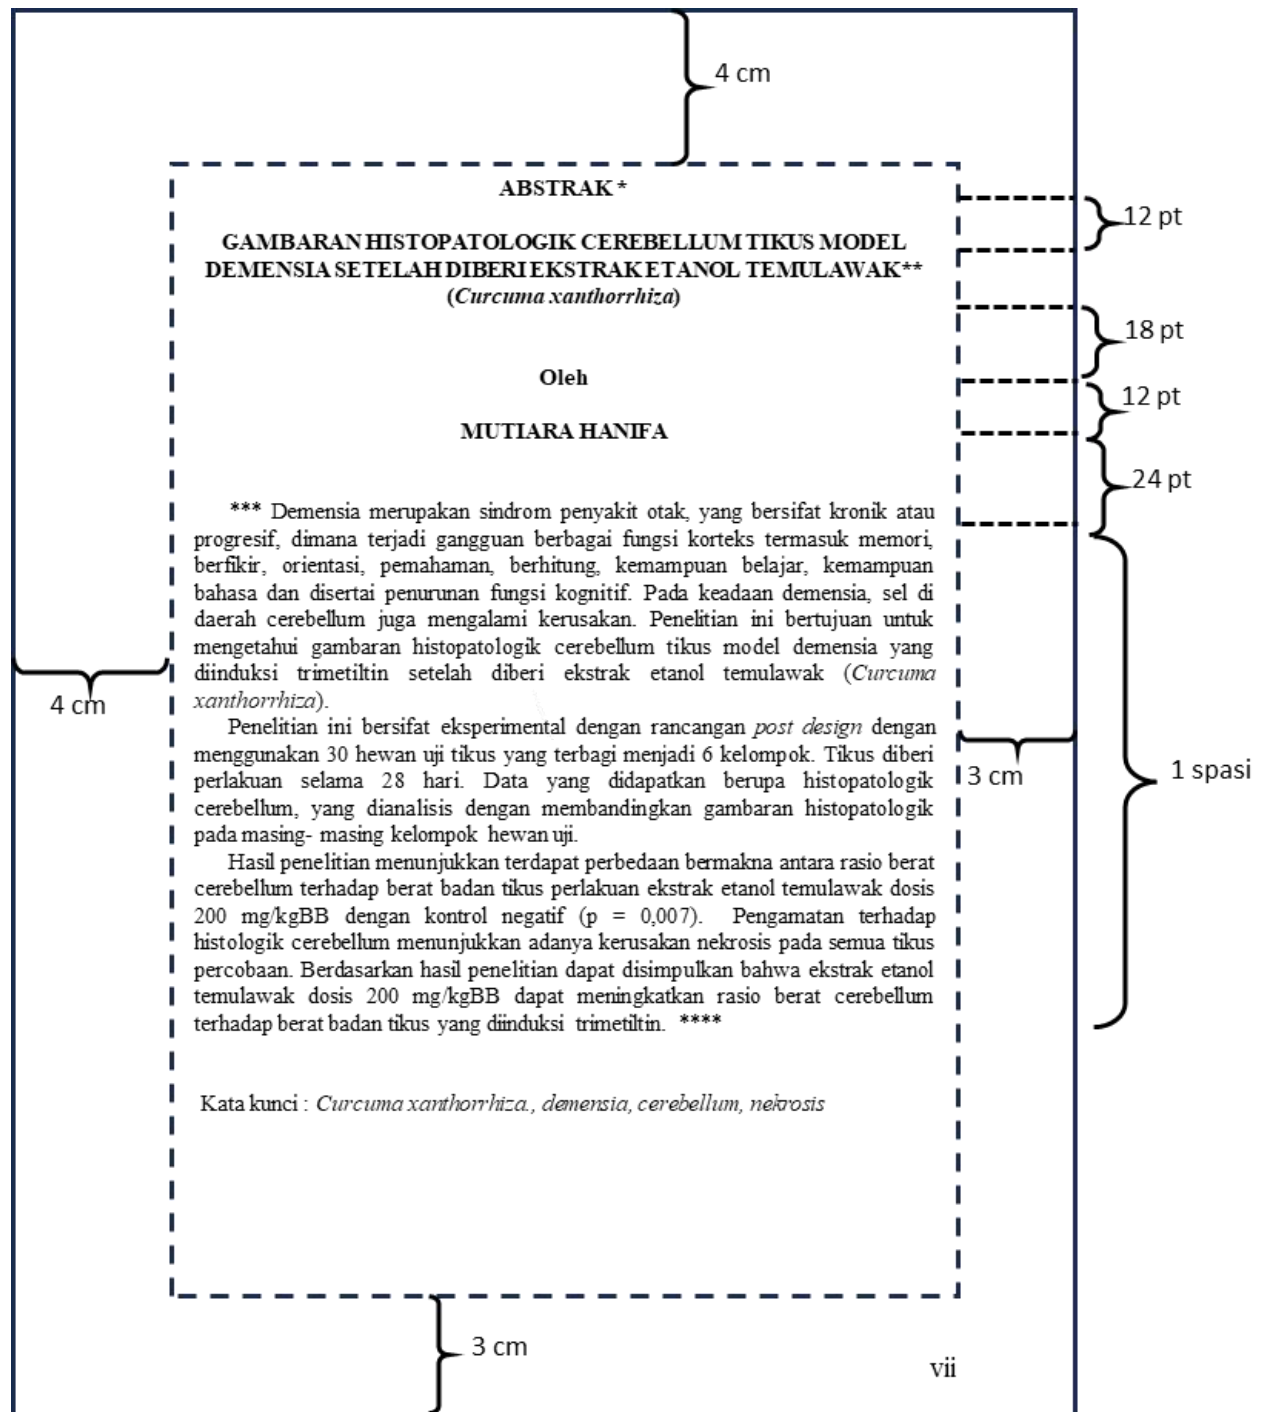 4 cm
ABSTRAK *
12 pt
GAMBARAN HISTOPATOLOGIK CEREBELLUM TIKUS MODEL
DEMENSIA SETELAH DIBERI EKSTRAK ETANOL TEMULAWAK**
(Curcuma xanthorrhiza)
18 pt
Oleh
12 pt
MUTIARA HANIFA
24 pt
*** Demensia merupakan sindrom penyakit otak, yang bersifat kronik atau
progresif, dimana terjadi gangguan berbagai fungsi korteks termasuk memori,
berfikir, orientasi, pemahaman, berhitung, kemampuan belajar, kemampuan
bahasa dan disertai penurunan fungsi kognitif. Pada keadaan demensia, sel di
daerah cerebellum juga mengalami kerusakan. Penelitian ini bertujuan untuk
mengetahui gambaran histopatologik cerebellum tikus model demensia yang
diinduksi trimetiltin setelah diberi ekstrak etanol temulawak (Curcuma
xanthorrhiza).
4 cm
Penelitian ini bersifat eksperimental dengan rancangan post design dengan
menggunakan 30 hewan uji tikus yang terbagi menjadi 6 kelompok. Tikus diberi
perlakuan selama 28 hari. Data yang didapatkan berupa histopatologik
cerebellum, yang dianalisis dengan membandingkan gambaran histopatologik
pada masing- masing kelompok hewan uji.
3 cm
1 spasi
Hasil penelitian menunjukkan terdapat perbedaan bermakna antara rasio berat
cerebellum terhadap berat badan tikus perlakuan ekstrak etanol temulawak dosis
200 mg/kgBB dengan kontrol negatif (p = 0,007). Pengamatan terhadap
histologik cerebellum menunjukkan adanya kerusakan nekrosis pada semua tikus
percobaan. Berdasarkan hasil penelitian dapat disimpulkan bahwa ekstrak etanol
temulawak dosis 200 mg/kgBB dapat meningkatkan rasio berat cerebellum
terhadap berat badan tikus yang diinduksi trimetiltin. ****
Kata kunci : Curcuma xanthorrhiza., demensia, cerebellum, nekrosis
3 cm
vii